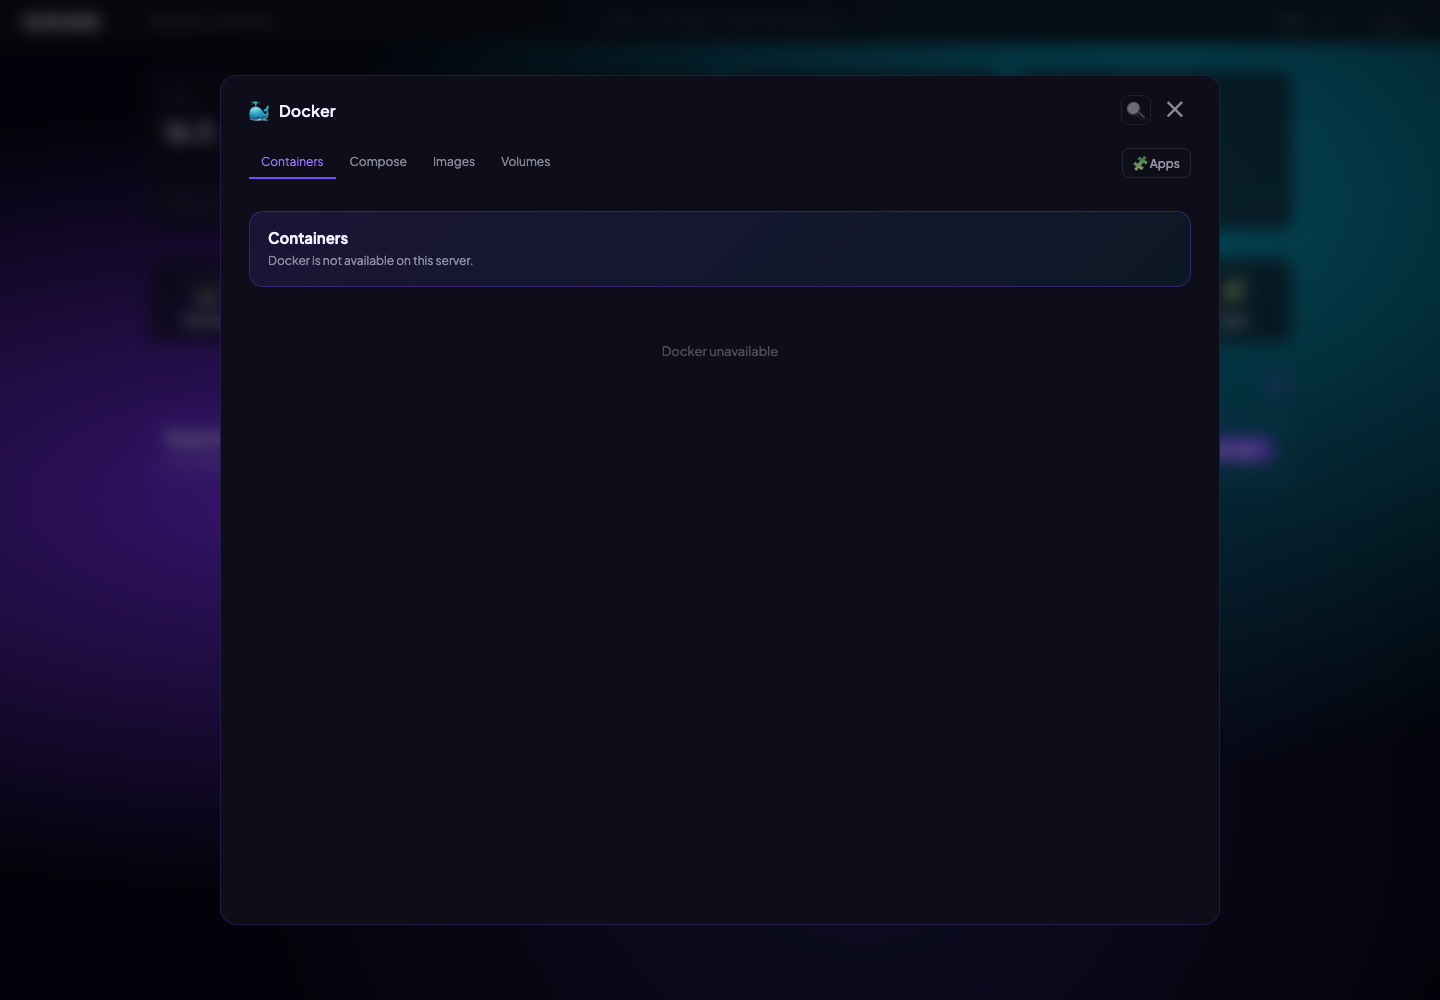 Docker
Containers
Compose
Images
Volumes
Apps
Containers
Docker is not available on this server.
Docker unavailable